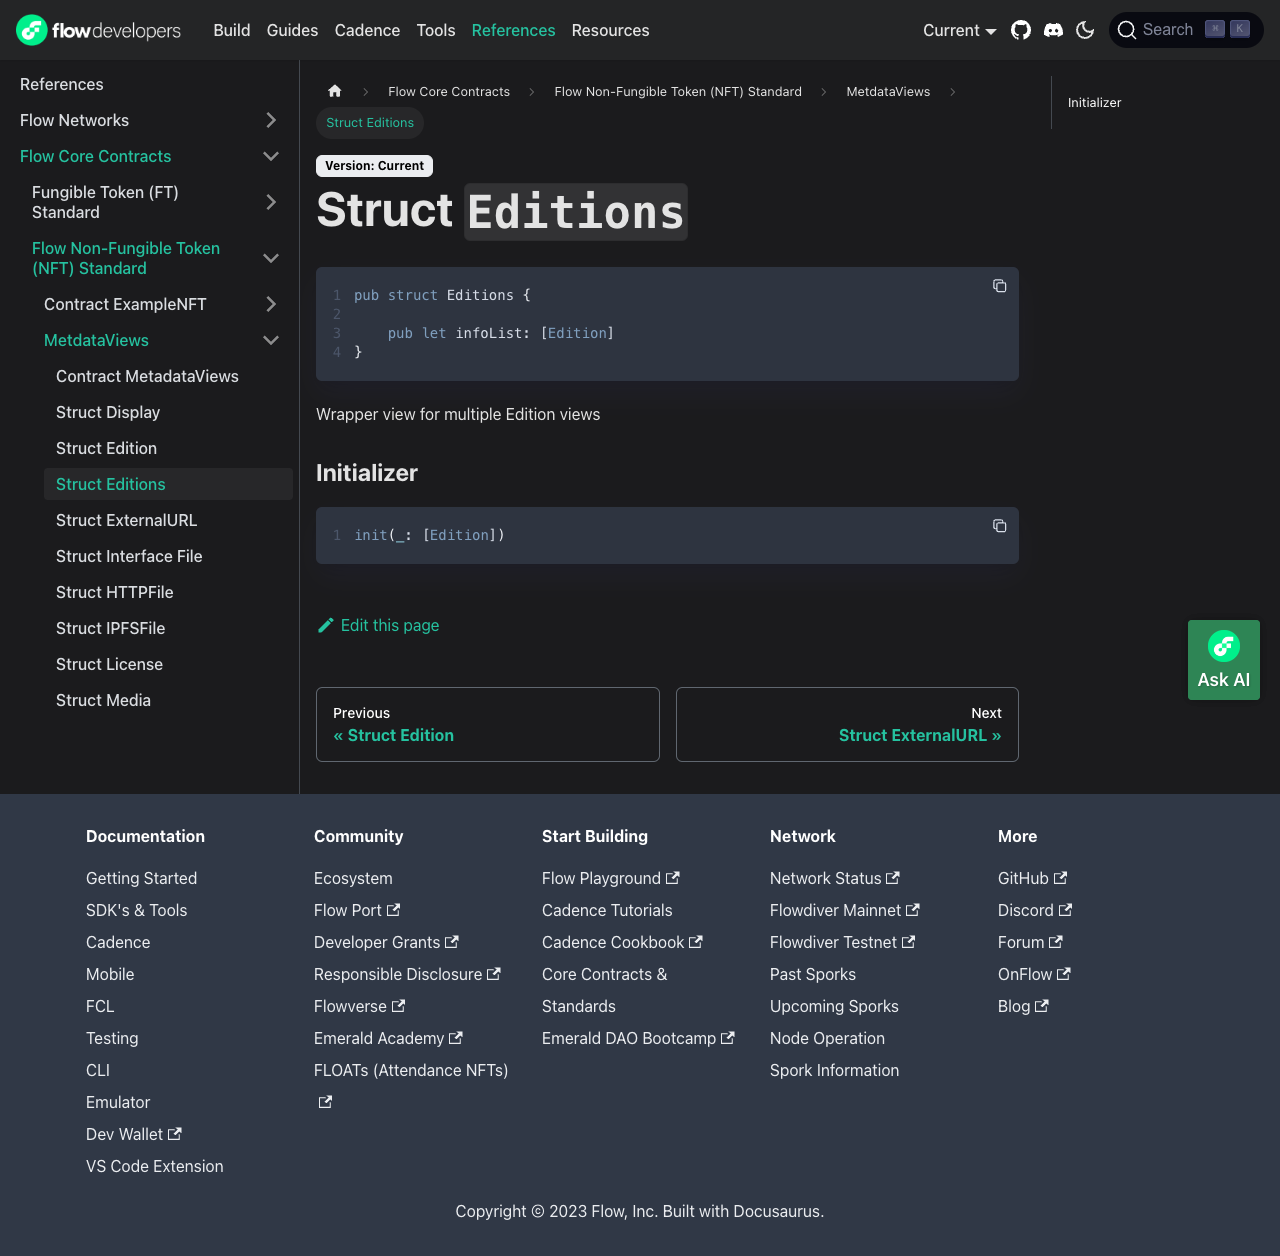 flowdevelopers
Build Guides Cadence Tools References Resources
Current
Search ⌘ K
References
Flow Networks
Flow Core Contracts
Fungible Token (FT)
Standard
Flow Non-Fungible Token
(NFT) Standard
Contract ExampleNFT
MetdataViews
Contract MetadataViews
Struct Display
Struct Edition
Struct Editions
Struct ExternalURL
Struct Interface File
Struct HTTPFile
Struct IPFSFile
Struct License
Struct Media
Flow Core Contracts Flow Non-Fungible Token (NFT) Standard MetdataViews
Struct Editions
Version: Current
Struct Editions
1 pub struct Editions {
2
3 pub let infoList: [Edition]
4 }
Wrapper view for multiple Edition views
Initializer
1 init(_: [Edition])
Edit this page
Previous
« Struct Edition
Next
Struct ExternalURL »
Initializer
Ask AI
Documentation
Getting Started
SDK's & Tools
Cadence
Mobile
FCL
Testing
CLI
Emulator
Dev Wallet
VS Code Extension
Community
Ecosystem
Flow Port
Developer Grants
Responsible Disclosure
Flowverse
Emerald Academy
FLOATs (Attendance NFTs)
Start Building
Flow Playground
Cadence Tutorials
Cadence Cookbook
Core Contracts &
Standards
Emerald DAO Bootcamp
Network
Network Status
Flowdiver Mainnet
Flowdiver Testnet
Past Sporks
Upcoming Sporks
Node Operation
Spork Information
More
GitHub
Discord
Forum
OnFlow
Blog
Copyright © 2023 Flow, Inc. Built with Docusaurus.